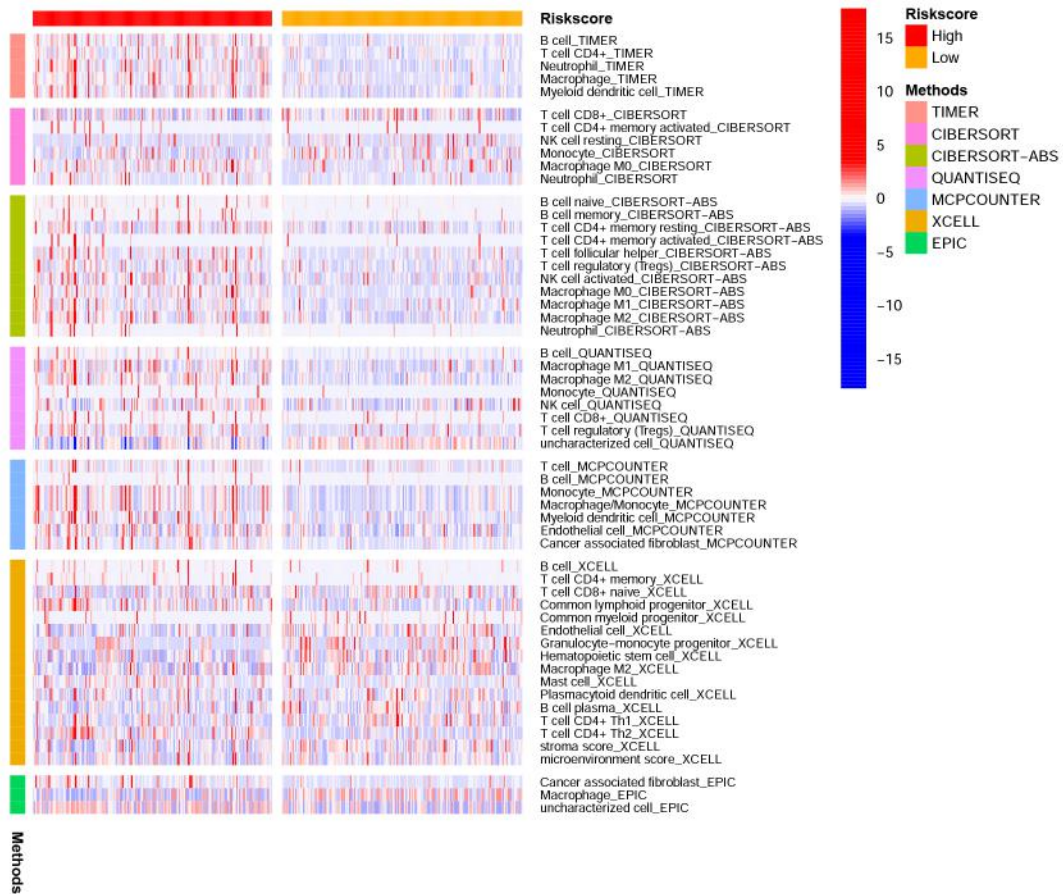 Riskscore
B cell_TIMER
T cell CD4+_TIMER
Neutrophil_TIMER
Macrophage_TIMER
Myeloid dendritic cell_TIMER
T cell CD8+_CIBERSORT
T cell CD4+ memory activated_CIBERSORT
NK cell resting_CIBERSORT
Monocyte_CIBERSORT
Macrophage M0_CIBERSORT
Neutrophil_CIBERSORT
B cell naive_CIBERSORT−ABS
B cell memory_CIBERSORT−ABS
T cell CD4+ memory resting_CIBERSORT−ABS
T cell CD4+ memory activated_CIBERSORT−ABS
T cell follicular helper_CIBERSORT−ABS
T cell regulatory (Tregs)_CIBERSORT−ABS
NK cell activated_CIBERSORT−ABS
Macrophage M0_CIBERSORT−ABS
Macrophage M1_CIBERSORT−ABS
Macrophage M2_CIBERSORT−ABS
Neutrophil_CIBERSORT−ABS
B cell_QUANTISEQ
Macrophage M1_QUANTISEQ
Macrophage M2_QUANTISEQ
Monocyte_QUANTISEQ
NK cell_QUANTISEQ
T cell CD8+_QUANTISEQ
T cell regulatory (Tregs)_QUANTISEQ
uncharacterized cell_QUANTISEQ
T cell_MCPCOUNTER
B cell_MCPCOUNTER
Monocyte_MCPCOUNTER
Macrophage/Monocyte_MCPCOUNTER
Myeloid dendritic cell_MCPCOUNTER
Endothelial cell_MCPCOUNTER
Cancer associated fibroblast_MCPCOUNTER
B cell_XCELL
T cell CD4+ memory_XCELL
T cell CD8+ naive_XCELL
Common lymphoid progenitor_XCELL
Common myeloid progenitor_XCELL
Endothelial cell_XCELL
Granulocyte−monocyte progenitor_XCELL
Hematopoietic stem cell_XCELL
Macrophage M2_XCELL
Mast cell_XCELL
Plasmacytoid dendritic cell_XCELL
B cell plasma_XCELL
T cell CD4+ Th1_XCELL
T cell CD4+ Th2_XCELL
stroma score_XCELL
microenvironment score_XCELL
Cancer associated fibroblast_EPIC
Macrophage_EPIC
uncharacterized cell_EPIC
Methods
15
10
5
0
−5
−10
−15
Riskscore
High
Low
Methods
TIMER
CIBERSORT
CIBERSORT−ABS
QUANTISEQ
MCPCOUNTER
XCELL
EPIC